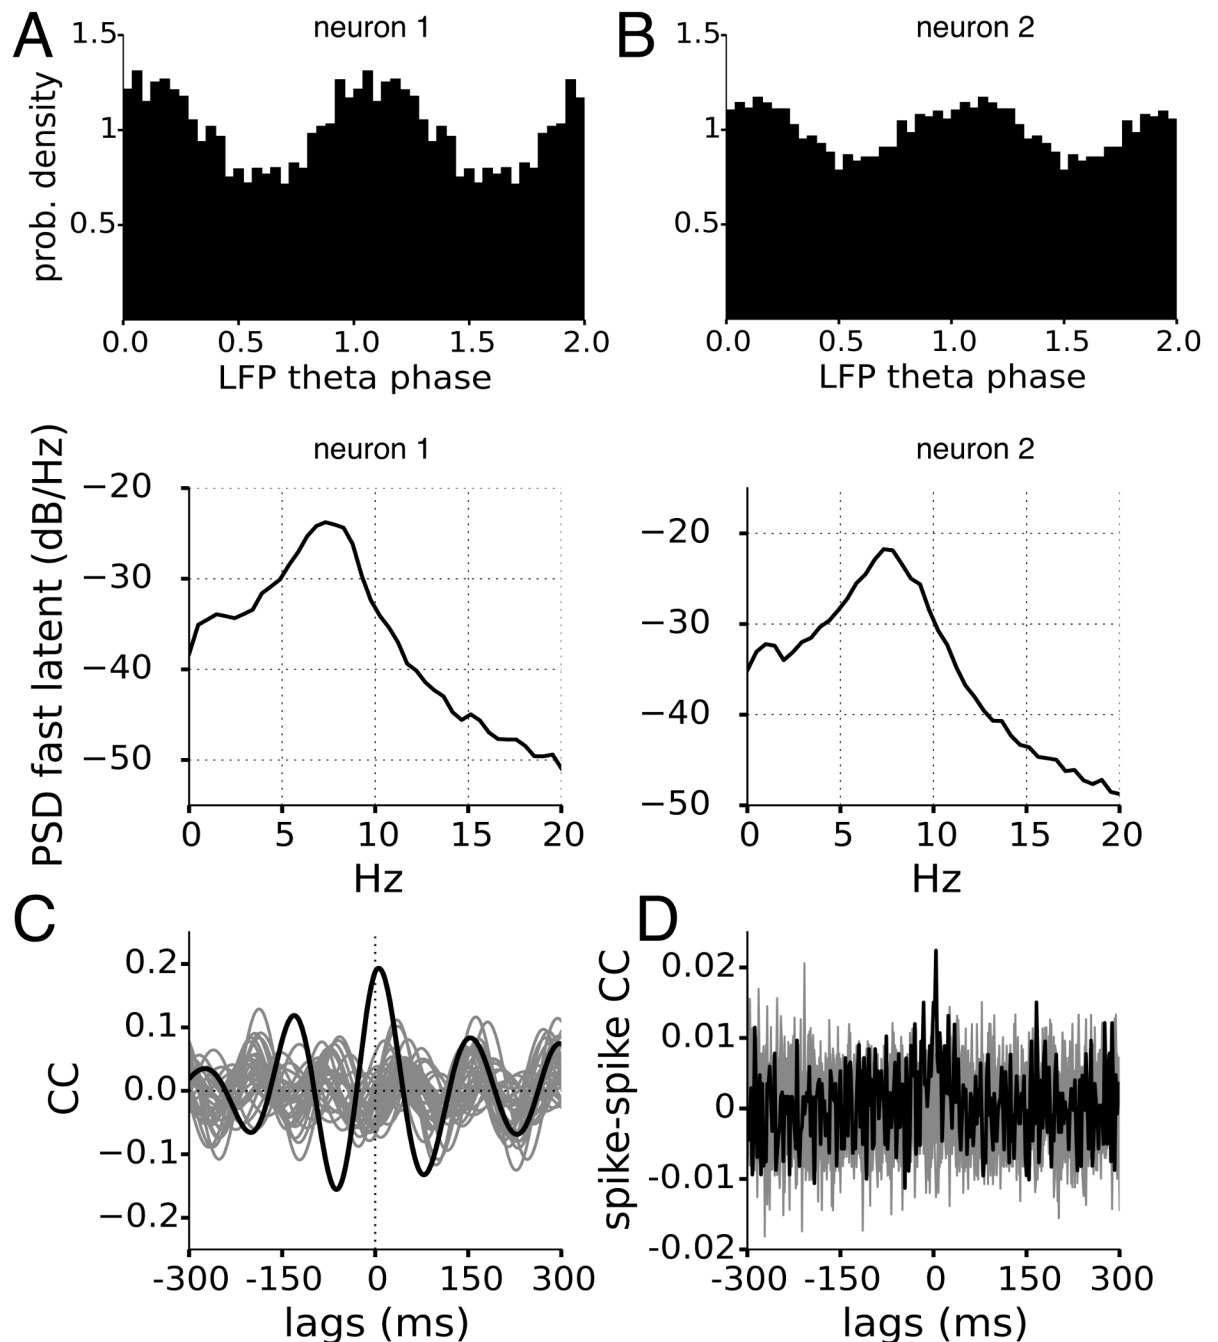 A
neuron 1
prob. density
1.5
1
0.5
0.0 0.5 1.0 1.5 2.0
LFP theta phase
B
neuron 2
1.5
1
0.5
0.0 0.5 1.0 1.5 2.0
LFP theta phase
neuron 1
PSD fast latent (dB/Hz)
−20
−30
−40
−50
0 5 10 15 20
Hz
neuron 2
−20
−30
−40
−50
0 5 10 15 20
Hz
C
CC
0.2
0.1
0.0
−0.1
−0.2
-300 -150 0 150 300
lags (ms)
D
spike-spike CC
0.02
0.01
0
-0.01
-0.02
-300 -150 0 150 300
lags (ms)